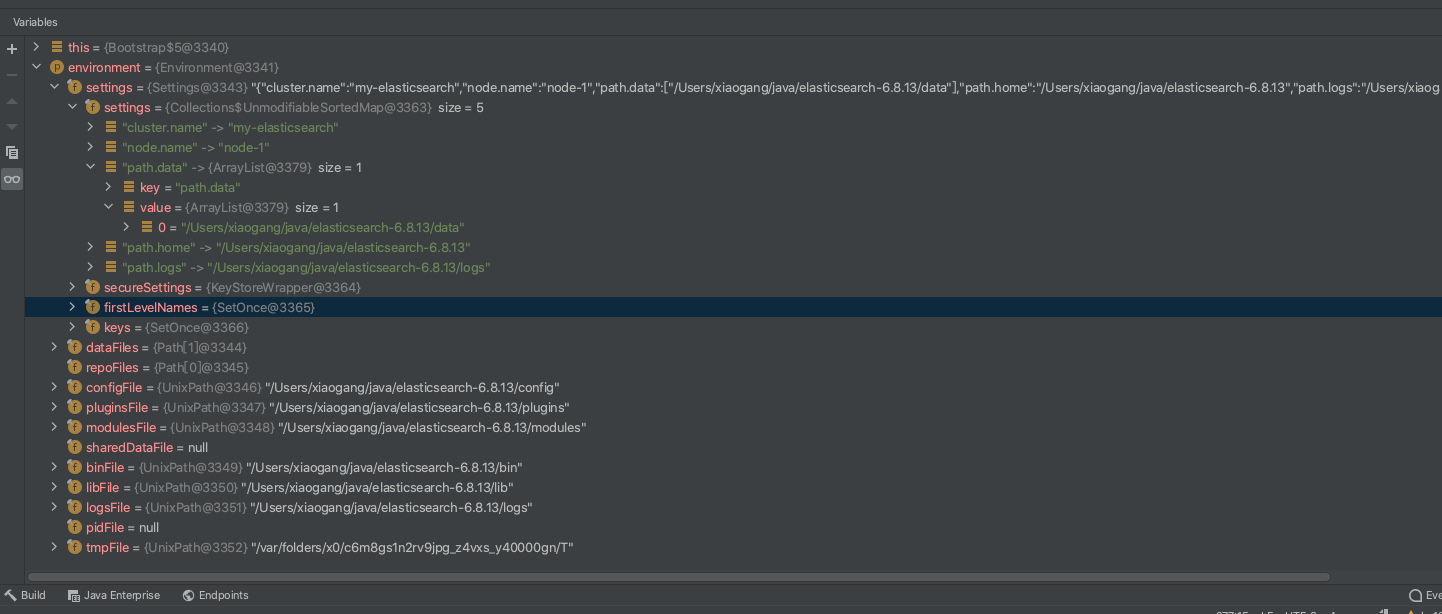 Variables
this = {Bootstrap$5@3340}
environment = {Environment@3341}
settings = {Settings@3343} "{"cluster.name":"my-elasticsearch","node.name":"node-1","path.data":["/Users/xiaogang/java/elasticsearch-6.8.13/data"],"path.home":"/Users/xiaogang/java/elasticsearch-6.8.13","path.logs":"/Users/xiaog
settings = {Collections$UnmodifiableSortedMap@3363} size = 5
"cluster.name" -> "my-elasticsearch"
"node.name" -> "node-1"
"path.data" -> {ArrayList@3379} size = 1
key = "path.data"
value = {ArrayList@3379} size = 1
0 = "/Users/xiaogang/java/elasticsearch-6.8.13/data"
"path.home" -> "/Users/xiaogang/java/elasticsearch-6.8.13"
"path.logs" -> "/Users/xiaogang/java/elasticsearch-6.8.13/logs"
secureSettings = {KeyStoreWrapper@3364}
firstLevelNames = {SetOnce@3365}
keys = {SetOnce@3366}
dataFiles = {Path[1]@3344}
repoFiles = {Path[0]@3345}
configFile = {UnixPath@3346} "/Users/xiaogang/java/elasticsearch-6.8.13/config"
pluginsFile = {UnixPath@3347} "/Users/xiaogang/java/elasticsearch-6.8.13/plugins"
modulesFile = {UnixPath@3348} "/Users/xiaogang/java/elasticsearch-6.8.13/modules"
sharedDataFile = null
binFile = {UnixPath@3349} "/Users/xiaogang/java/elasticsearch-6.8.13/bin"
libFile = {UnixPath@3350} "/Users/xiaogang/java/elasticsearch-6.8.13/lib"
logsFile = {UnixPath@3351} "/Users/xiaogang/java/elasticsearch-6.8.13/logs"
pidFile = null
tmpFile = {UnixPath@3352} "/var/folders/x0/c6m8gs1n2rv9jpg_z4vxs_y40000gn/T"
Build Java Enterprise Endpoints Eve